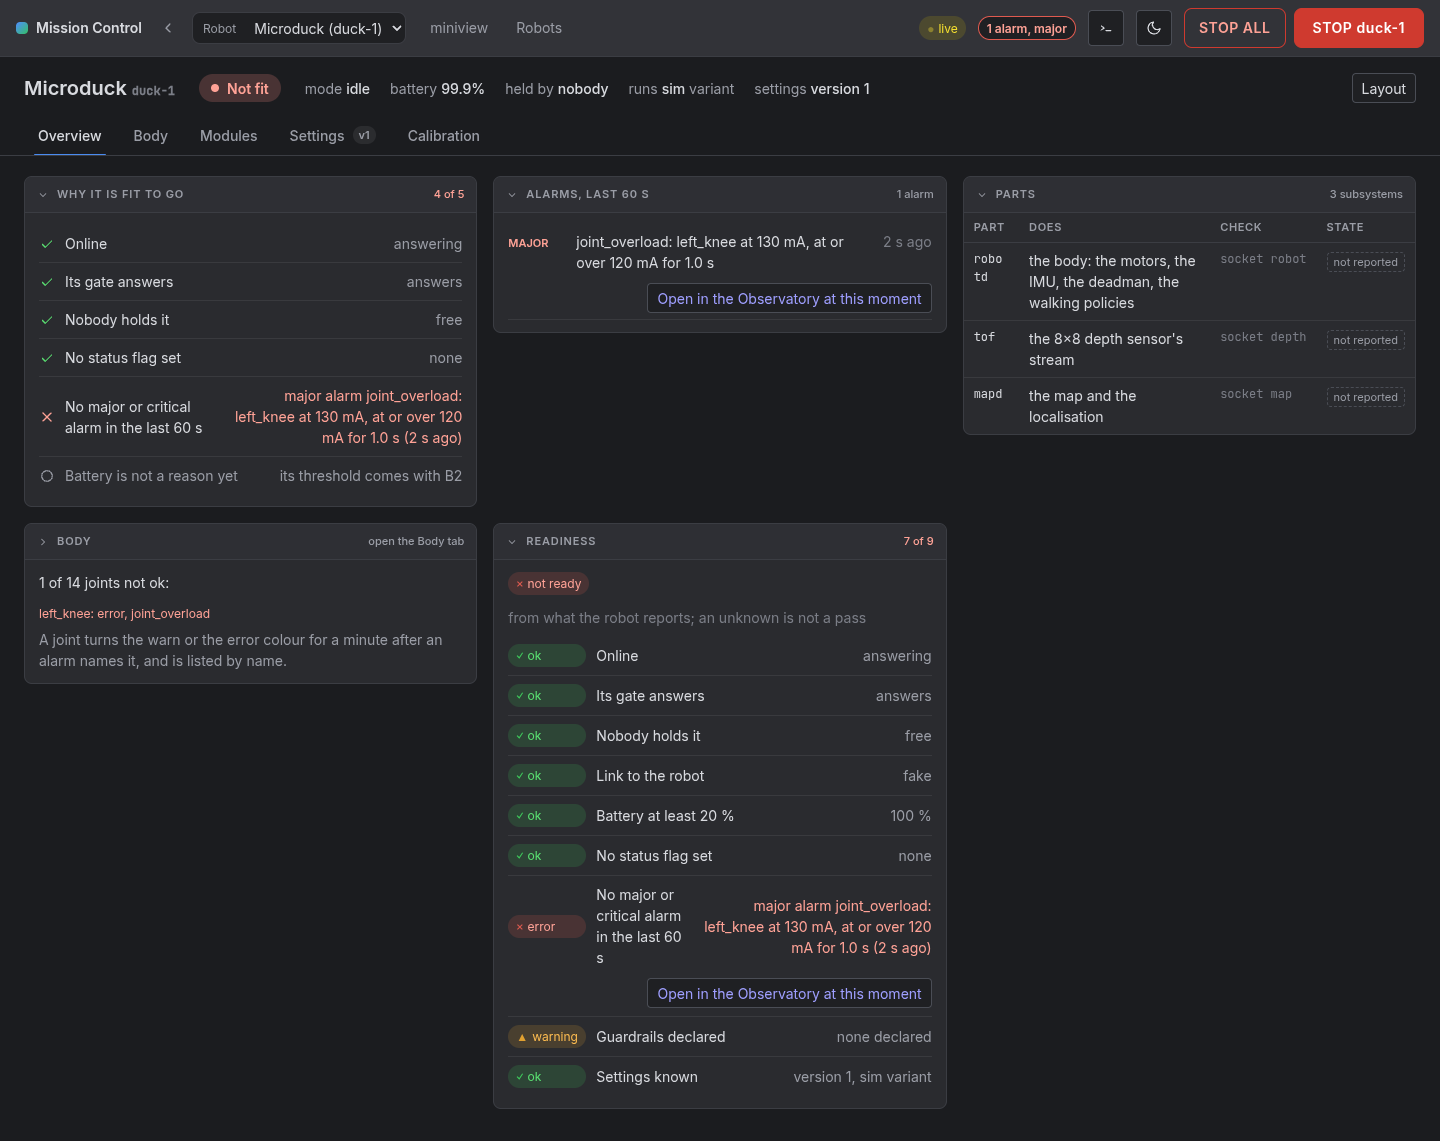 Mission Control
Robot Microduck (duck-1)
miniview
Robots
live
1 alarm, major
STOP ALL
STOP duck-1
Microduck duck-1
Not fit
mode idle
battery 99.9%
held by nobody
runs sim variant
settings version 1
Layout
Overview
Body
Modules
Settings v1
Calibration
WHY IT IS FIT TO GO
4 of 5
Online
answering
Its gate answers
answers
Nobody holds it
free
No status flag set
none
No major or critical
alarm in the last 60 s
major alarm joint_overload:
left_knee at 130 mA, at or over 120
mA for 1.0 s (2 s ago)
Battery is not a reason yet
its threshold comes with B2
ALARMS, LAST 60 S
1 alarm
MAJOR
joint_overload: left_knee at 130 mA, at or
over 120 mA for 1.0 s
2 s ago
Open in the Observatory at this moment
PARTS
3 subsystems
PART DOES CHECK STATE
robo
td
the body: the motors, the
IMU, the deadman, the
walking policies
socket robot
not reported
tof
the 8×8 depth sensor's
stream
socket depth
not reported
mapd
the map and the
localisation
socket map
not reported
BODY
open the Body tab
1 of 14 joints not ok:
left_knee: error, joint_overload
A joint turns the warn or the error colour for a minute after an
alarm names it, and is listed by name.
READINESS
7 of 9
× not ready
from what the robot reports; an unknown is not a pass
✓ ok Online answering
✓ ok Its gate answers answers
✓ ok Nobody holds it free
✓ ok Link to the robot fake
✓ ok Battery at least 20 % 100 %
✓ ok No status flag set none
× error
No major or
critical alarm
in the last 60
s
major alarm joint_overload:
left_knee at 130 mA, at or over 120
mA for 1.0 s (2 s ago)
Open in the Observatory at this moment
▲ warning Guardrails declared none declared
✓ ok Settings known version 1, sim variant